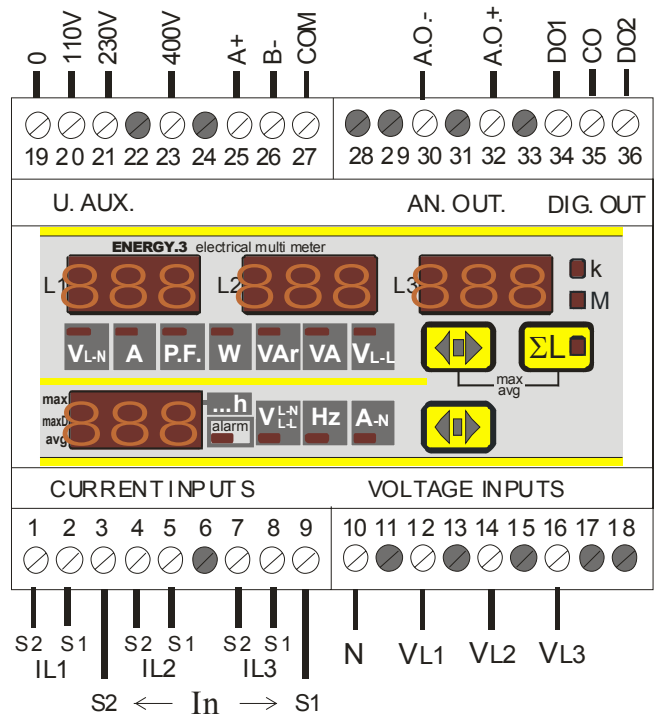 0 110V 230V 400V A+ B- COM A.O.- A.O.+ DO1 CO DO2
19 20 21 22 23 24 25 26 27 28 29 30 31 32 33 34 35 36
U. AUX. AN. OUT. DIG. OUT
ENERGY.3 electrical multi meter
L1 888 L2 888 L3 888 k
M
VL-N A P.F. W VAr VA VL-L ΣL
max
avg
max
maxD
avg
888 ...h
alarm
V L-N L-L Hz A-N
CURRENT INPUTS VOLTAGE INPUTS
1 2 3 4 5 6 7 8 9 10 11 12 13 14 15 16 17 18
S2 S1 S2 S1 S2 S1
IL1 IL2 IL3 N VL1 VL2 VL3
S2 ← In → S1